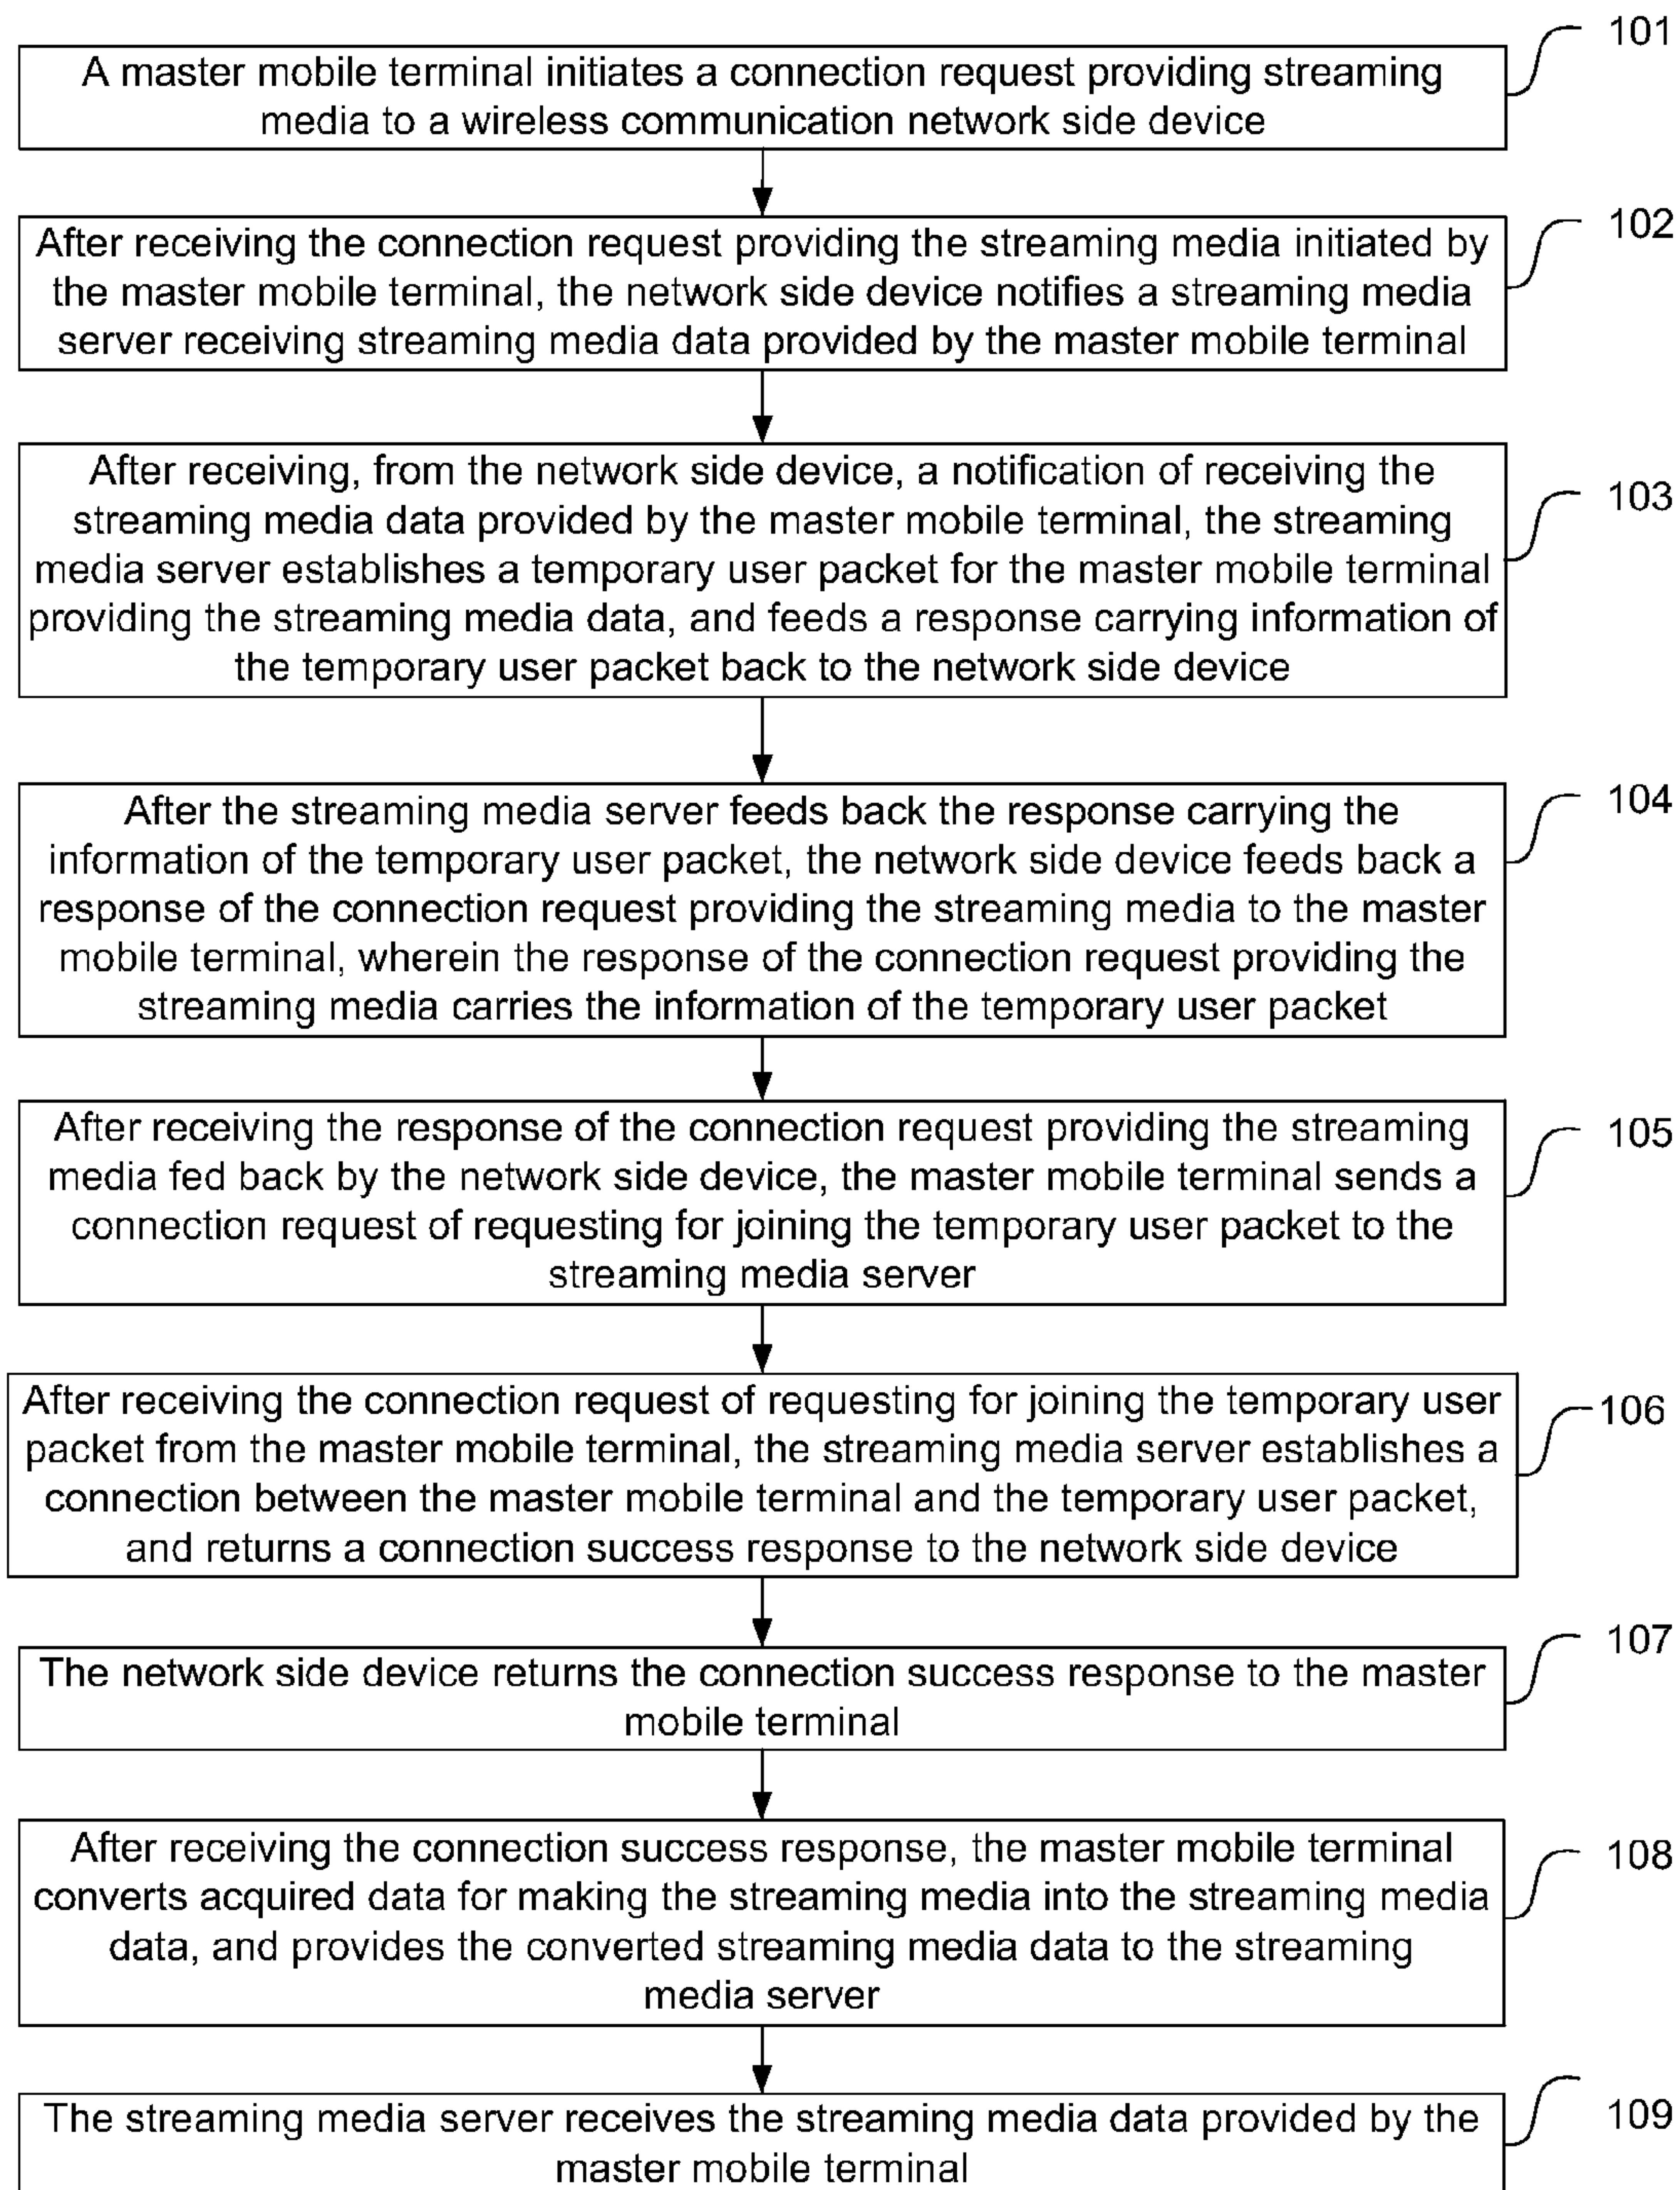 101
A master mobile terminal initiates a connection request providing streaming
media to a wireless communication network side device
102
After receiving the connection request providing the streaming media initiated by
the master mobile terminal, the network side device notifies a streaming media
server receiving streaming media data provided by the master mobile terminal
103
After receiving, from the network side device, a notification of receiving the
streaming media data provided by the master mobile terminal, the streaming
media server establishes a temporary user packet for the master mobile terminal
providing the streaming media data, and feeds a response carrying information of
the temporary user packet back to the network side device
104
After the streaming media server feeds back the response carrying the
information of the temporary user packet, the network side device feeds back a
response of the connection request providing the streaming media to the master
mobile terminal, wherein the response of the connection request providing the
streaming media carries the information of the temporary user packet
105
After receiving the response of the connection request providing the streaming
media fed back by the network side device, the master mobile terminal sends a
connection request of requesting for joining the temporary user packet to the
streaming media server
106
After receiving the connection request of requesting for joining the temporary user
packet from the master mobile terminal, the streaming media server establishes a
connection between the master mobile terminal and the temporary user packet,
and returns a connection success response to the network side device
107
The network side device returns the connection success response to the master
mobile terminal
108
After receiving the connection success response, the master mobile terminal
converts acquired data for making the streaming media into the streaming media
data, and provides the converted streaming media data to the streaming
media server
109
The streaming media server receives the streaming media data provided by the
master mobile terminal